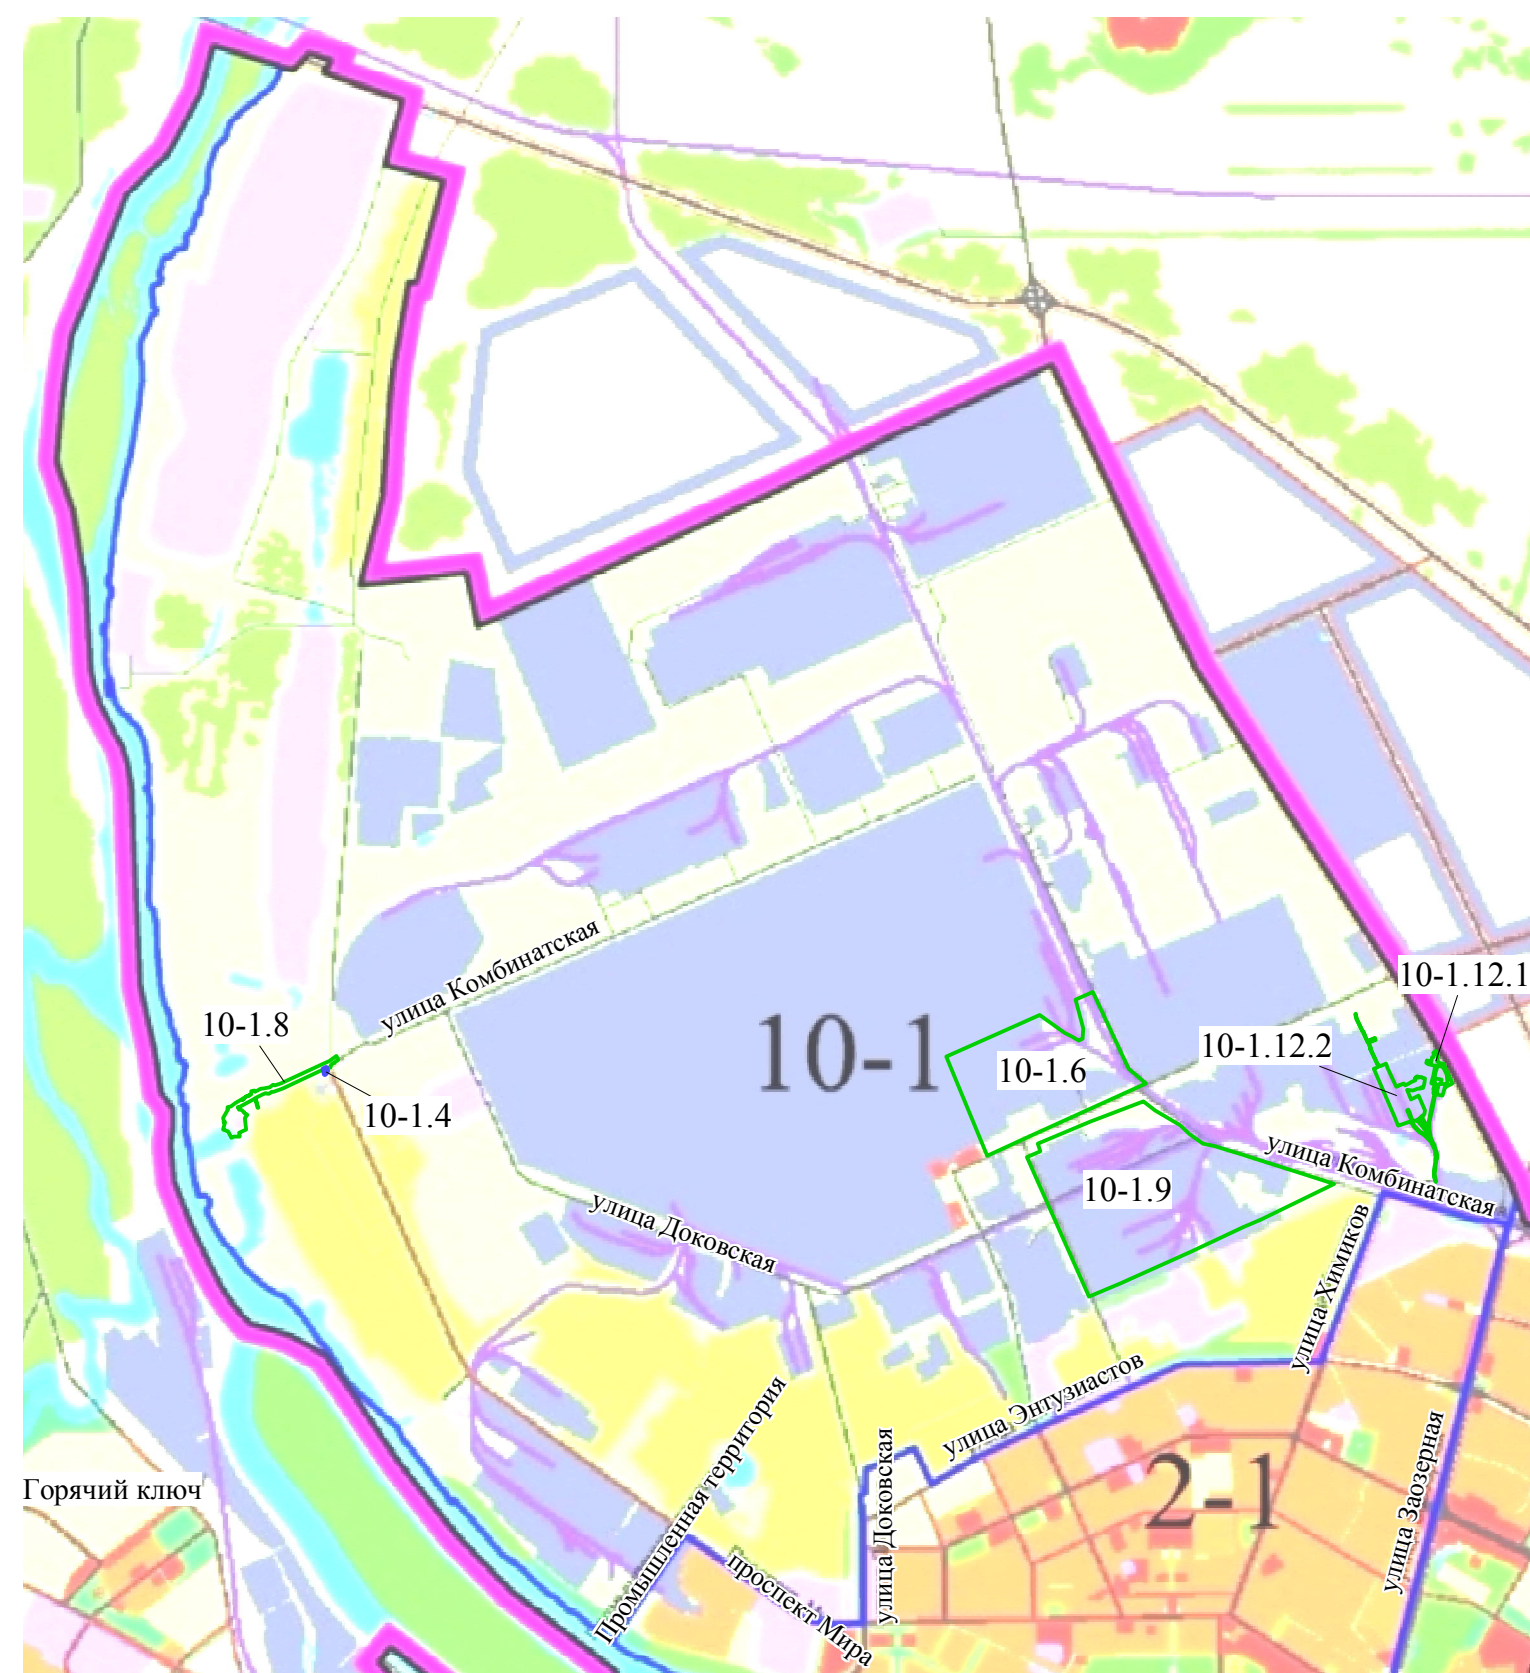 улица Комбинатская
10-1.8
10-1.4
10-1
10-1.6
10-1.12.1
10-1.12.2
улица Комбинатская
10-1.9
улица Доковская
улица Химиков
улица Энтузиастов
Промышленная территория
улица Доковская
2-1
улица Заозерная
Горячий ключ
проспект Мира